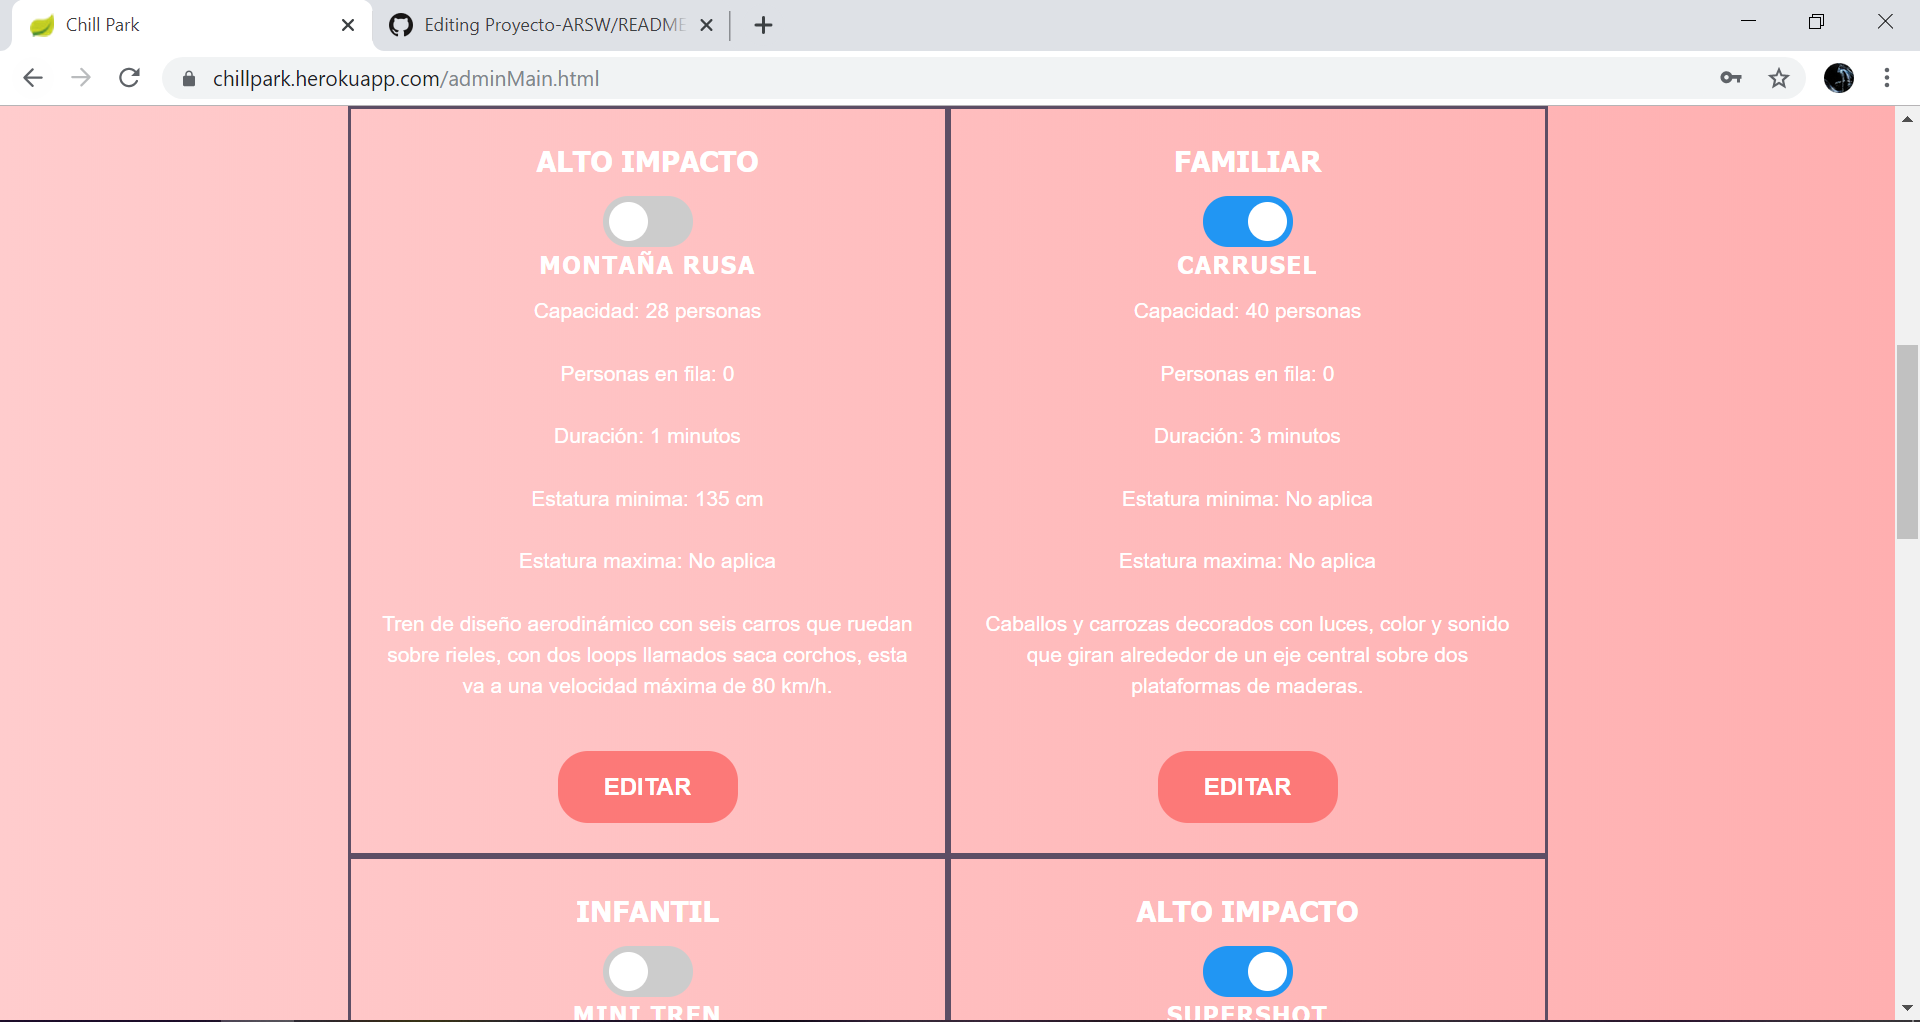 Chill Park
Editing Proyecto-ARSW/README
chillpark.herokuapp.com/adminMain.html
ALTO IMPACTO
MONTAÑA RUSA
Capacidad: 28 personas
Personas en fila: 0
Duración: 1 minutos
Estatura minima: 135 cm
Estatura maxima: No aplica
Tren de diseño aerodinámico con seis carros que ruedan
sobre rieles, con dos loops llamados saca corchos, esta
va a una velocidad máxima de 80 km/h.
EDITAR
FAMILIAR
CARRUSEL
Capacidad: 40 personas
Personas en fila: 0
Duración: 3 minutos
Estatura minima: No aplica
Estatura maxima: No aplica
Caballos y carrozas decorados con luces, color y sonido
que giran alrededor de un eje central sobre dos
plataformas de maderas.
EDITAR
INFANTIL
MINI TREN
ALTO IMPACTO
SUPERSHOT